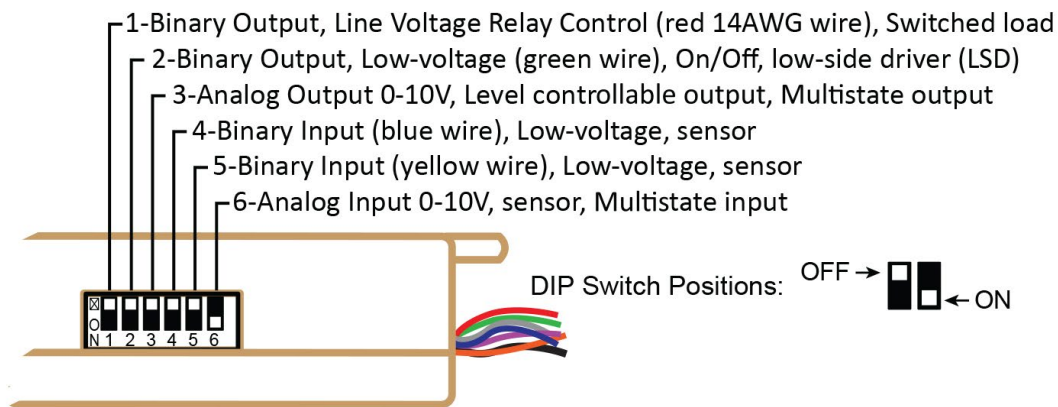 1-Binary Output, Line Voltage Relay Control (red 14AWG wire), Switched load
2-Binary Output, Low-voltage (green wire), On/Off, low-side driver (LSD)
3-Analog Output 0-10V, Level controllable output, Multistate output
4-Binary Input (blue wire), Low-voltage, sensor
5-Binary Input (yellow wire), Low-voltage, sensor
6-Analog Input 0-10V, sensor, Multistate input
DIP Switch Positions:
OFF →
← ON
O
N 1 2 3 4 5 6